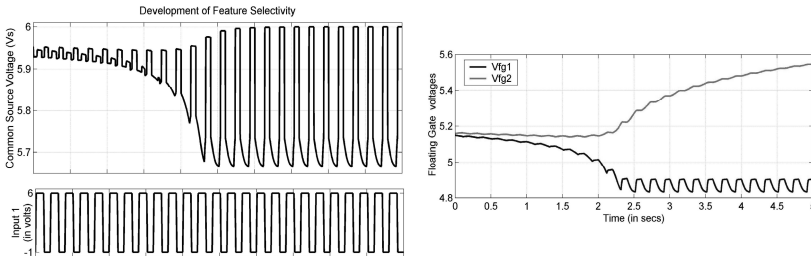 Development of Feature Selectivity
Common Source Voltage (Vs)
6
5.9
5.8
5.7
Input 1
(in volts)
6
-1
Floating Gate voltages
5.6
5.4
5.2
5
4.8
Vfg1
Vfg2
0 0.5 1 1.5 2 2.5 3 3.5 4 4.5 5
Time (in secs)